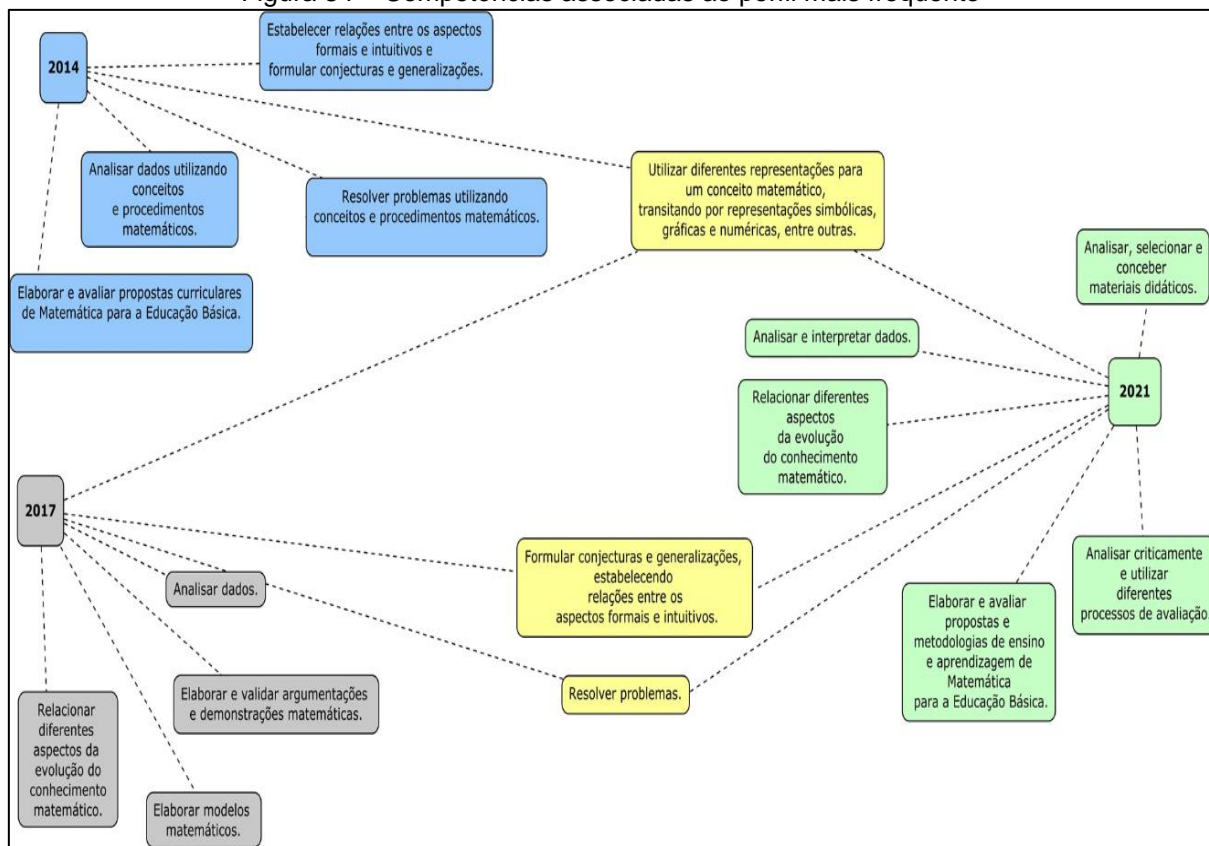 Figura 34 – Competências associadas ao perfil mais frequente
2014
Estabelecer relações entre os aspectos
formais e intuitivos e
formular conjecturas e generalizações.
Analisar dados utilizando
conceitos
e procedimentos
matemáticos.
Resolver problemas utilizando
conceitos e procedimentos matemáticos.
Elaborar e avaliar propostas curriculares
de Matemática para a Educação Básica.
Utilizar diferentes representações para
um conceito matemático,
transitando por representações simbólicas,
gráficas e numéricas, entre outras.
Analisar, selecionar e
conceber
materiais didáticos.
Analisar e interpretar dados.
2021
Relacionar diferentes
aspectos
da evolução
do conhecimento
matemático.
2017
Formular conjecturas e generalizações,
estabelecendo
relações entre os
aspectos formais e intuitivos.
Analisar dados.
Analisar criticamente
e utilizar
diferentes
processos de avaliação.
Elaborar e avaliar
propostas e
metodologias de ensino
e aprendizagem de
Matemática
para a Educação Básica.
Elaborar e validar argumentações
e demonstrações matemáticas.
Resolver problemas.
Relacionar
diferentes
aspectos da
evolução do
conhecimento
matemático.
Elaborar modelos
matemáticos.